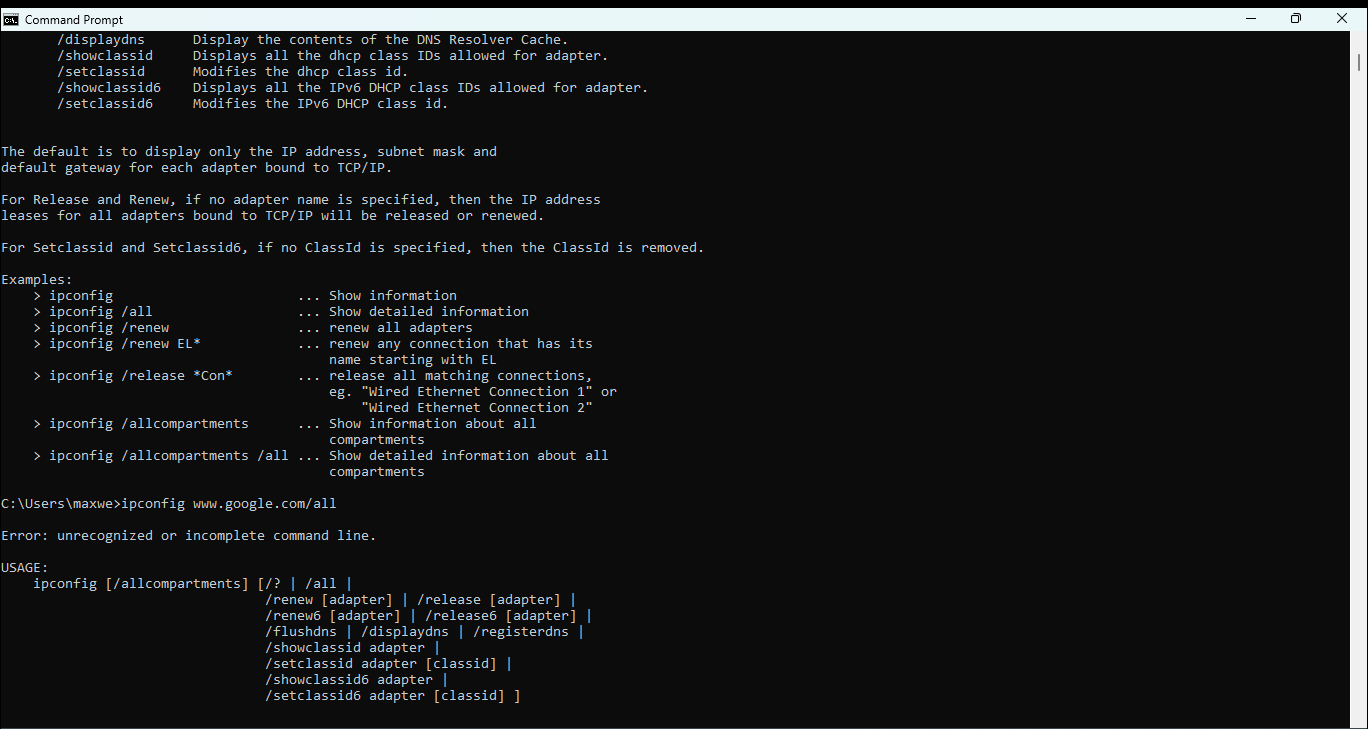 Command Prompt
/displaydns Display the contents of the DNS Resolver Cache.
/showclassid Displays all the dhcp class IDs allowed for adapter.
/setclassid Modifies the dhcp class id.
/showclassid6 Displays all the IPv6 DHCP class IDs allowed for adapter.
/setclassid6 Modifies the IPv6 DHCP class id.
The default is to display only the IP address, subnet mask and
default gateway for each adapter bound to TCP/IP.
For Release and Renew, if no adapter name is specified, then the IP address
leases for all adapters bound to TCP/IP will be released or renewed.
For Setclassid and Setclassid6, if no ClassId is specified, then the ClassId is removed.
Examples:
> ipconfig ... Show information
> ipconfig /all ... Show detailed information
> ipconfig /renew ... renew all adapters
> ipconfig /renew EL* ... renew any connection that has its
name starting with EL
> ipconfig /release *Con* ... release all matching connections,
eg. "Wired Ethernet Connection 1" or
"Wired Ethernet Connection 2"
> ipconfig /allcompartments ... Show information about all
compartments
> ipconfig /allcompartments /all ... Show detailed information about all
compartments
C:\Users\maxwe>ipconfig www.google.com/all
Error: unrecognized or incomplete command line.
USAGE:
ipconfig [/allcompartments] [/? | /all |
/renew [adapter] | /release [adapter] |
/renew6 [adapter] | /release6 [adapter] |
/flushdns | /displaydns | /registerdns |
/showclassid adapter |
/setclassid adapter [classid] |
/showclassid6 adapter |
/setclassid6 adapter [classid] ]